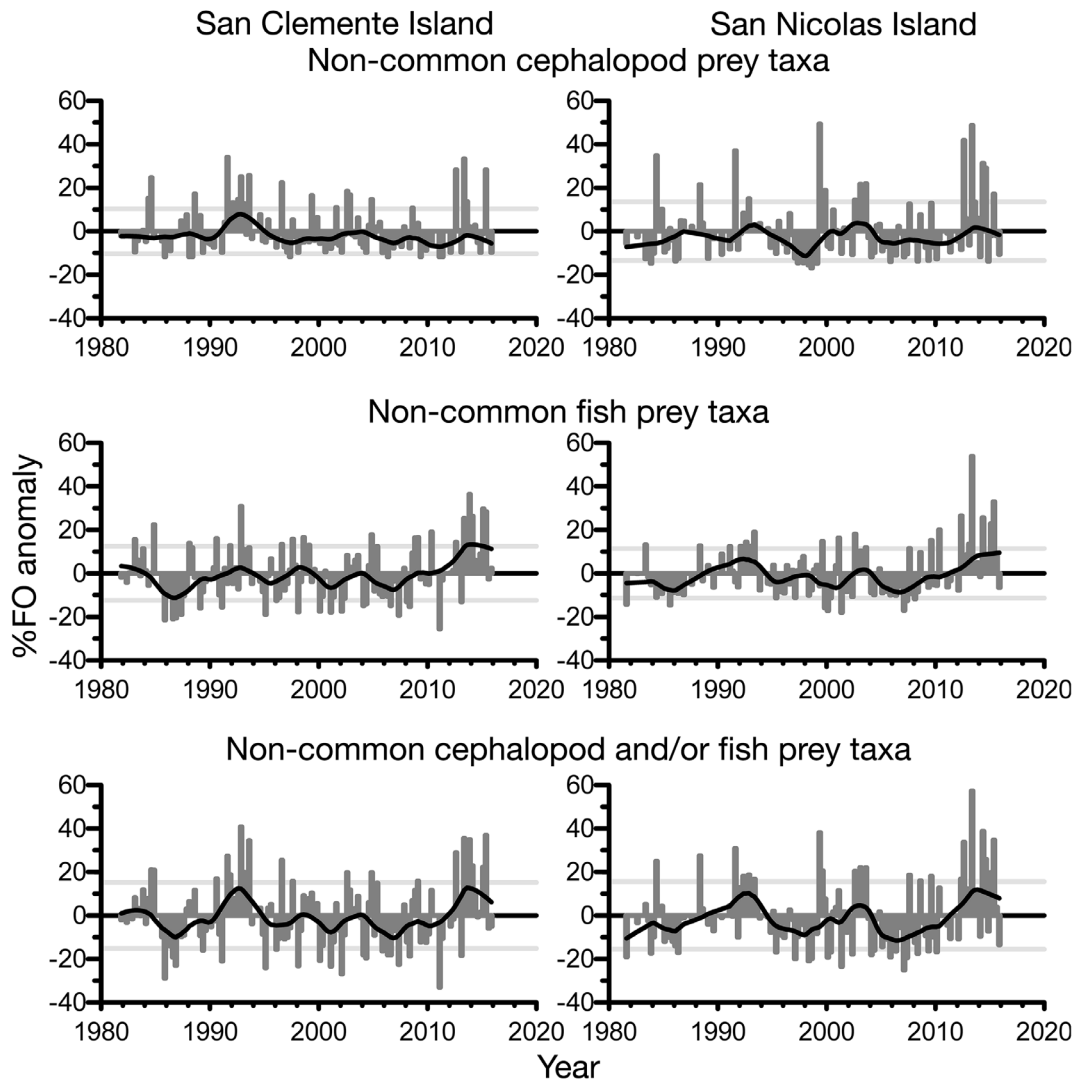 San Clemente Island San Nicolas Island
Non-common cephalopod prey taxa
60 60
40 40
20 20
0 0
-20 -20
-40 -40
1980 1990 2000 2010 2020 1980 1990 2000 2010 2020
Non-common fish prey taxa
%FO anomaly
60 60
40 40
20 20
0 0
-20 -20
-40 -40
1980 1990 2000 2010 2020 1980 1990 2000 2010 2020
Non-common cephalopod and/or fish prey taxa
60 60
40 40
20 20
0 0
-20 -20
-40 -40
1980 1990 2000 2010 2020 1980 1990 2000 2010 2020
Year